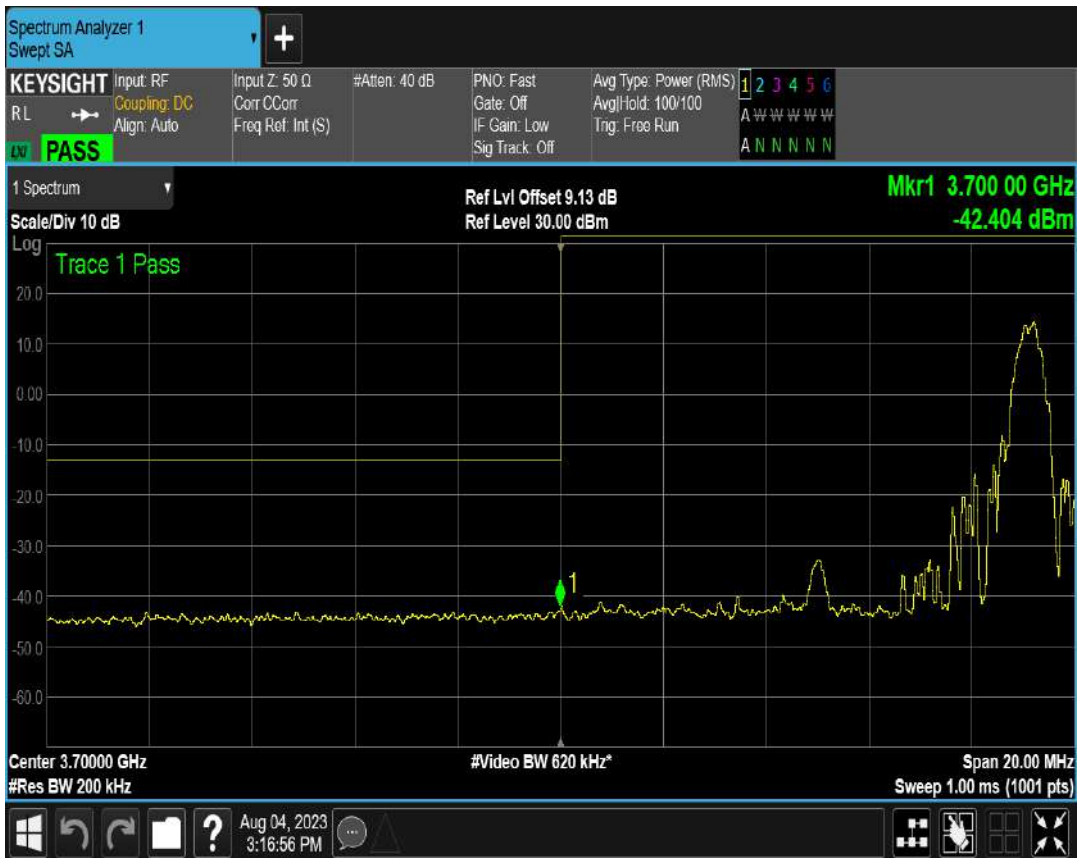 Spectrum Analyzer 1
Swept SA
+
KEYSIGHT
RL
LXI PASS
Input: RF
Coupling: DC
Align: Auto
Input Z: 50 Ω
Corr CCorr
Freq Ref: Int (S)
#Atten: 40 dB
PNO: Fast
Gate: Off
IF Gain: Low
Sig Track: Off
Avg Type: Power (RMS)
Avg|Hold: 100/100
Trig: Free Run
1 2 3 4 5 6
A W W W W W
A N N N N N
1 Spectrum
Scale/Div 10 dB
Ref Lvl Offset 9.13 dB
Ref Level 30.00 dBm
Mkr1 3.700 00 GHz
-42.404 dBm
Log
Trace 1 Pass
20.0
10.0
0.00
-10.0
-20.0
-30.0
-40.0
-50.0
-60.0
1
Center 3.70000 GHz
#Res BW 200 kHz
#Video BW 620 kHz*
Span 20.00 MHz
Sweep 1.00 ms (1001 pts)
?
Aug 04, 2023
3:16:56 PM